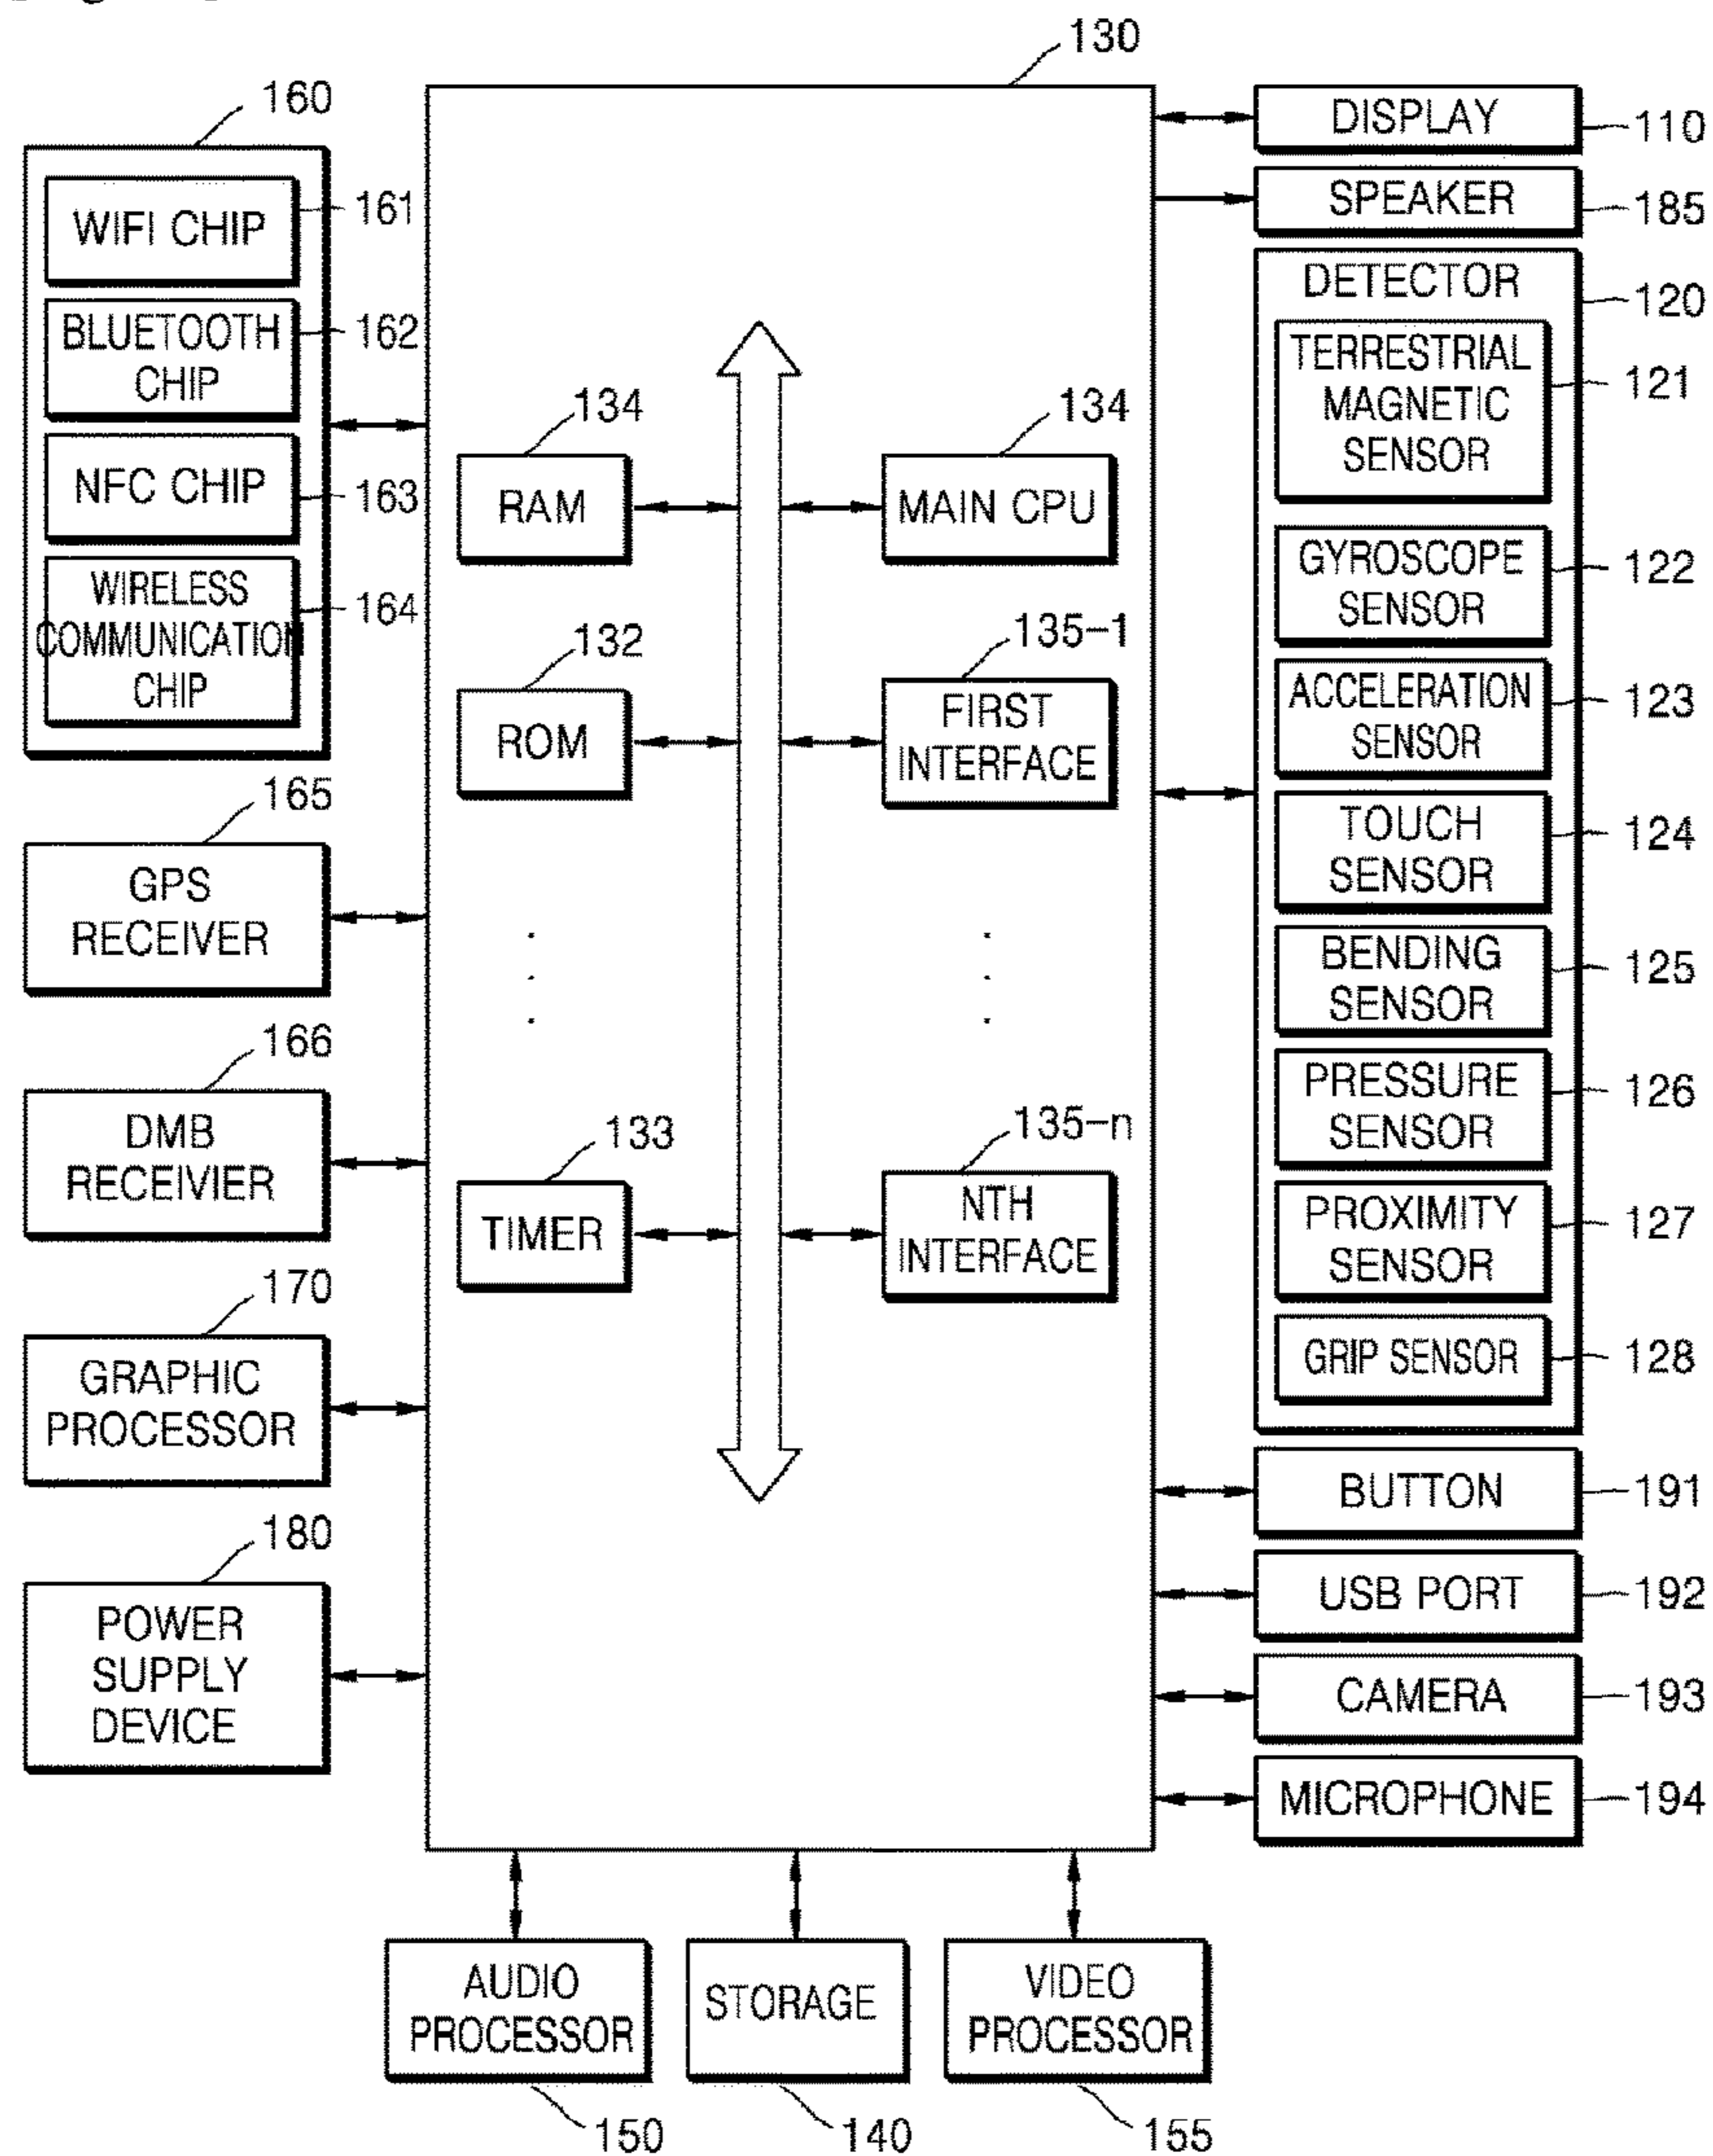 130
160
WIFI CHIP
161
BLUETOOTH
CHIP
162
NFC CHIP
163
WIRELESS
COMMUNICATION
CHIP
164
165
GPS
RECEIVER
166
DMB
RECEIVIER
170
GRAPHIC
PROCESSOR
180
POWER
SUPPLY
DEVICE
134
RAM
132
ROM
133
TIMER
134
MAIN CPU
135-1
FIRST
INTERFACE
135-n
NTH
INTERFACE
DISPLAY
110
SPEAKER
185
DETECTOR
120
TERRESTRIAL
MAGNETIC
SENSOR
121
GYROSCOPE
SENSOR
122
ACCELERATION
SENSOR
123
TOUCH
SENSOR
124
BENDING
SENSOR
125
PRESSURE
SENSOR
126
PROXIMITY
SENSOR
127
GRIP SENSOR
128
BUTTON
191
USB PORT
192
CAMERA
193
MICROPHONE
194
AUDIO
PROCESSOR
150
STORAGE
140
VIDEO
PROCESSOR
155